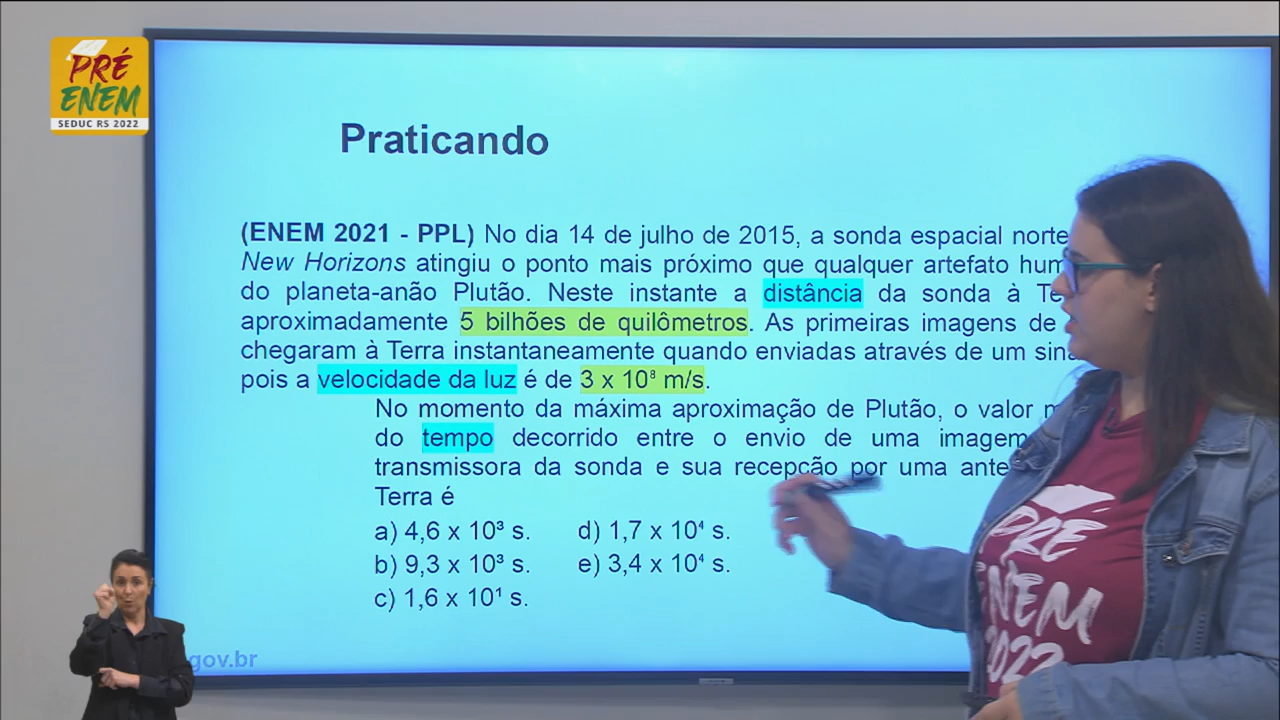 PRÉ
ENEM
SEDUC RS 2022
Praticando
(ENEM 2021 - PPL) No dia 14 de julho de 2015, a sonda espacial norte
New Horizons atingiu o ponto mais próximo que qualquer artefato hum
do planeta-anão Plutão. Neste instante a distância da sonda à Te
aproximadamente 5 bilhões de quilômetros. As primeiras imagens de
chegaram à Terra instantaneamente quando enviadas através de um sina
pois a velocidade da luz é de 3 x 10⁸ m/s.
No momento da máxima aproximação de Plutão, o valor m
do tempo decorrido entre o envio de uma imagem
transmissora da sonda e sua recepção por uma ante
Terra é
a) 4,6 x 10³ s. d) 1,7 x 10⁴ s.
b) 9,3 x 10³ s. e) 3,4 x 10⁴ s.
c) 1,6 x 10¹ s.
gov.br
PRÉ
ENEM
2022